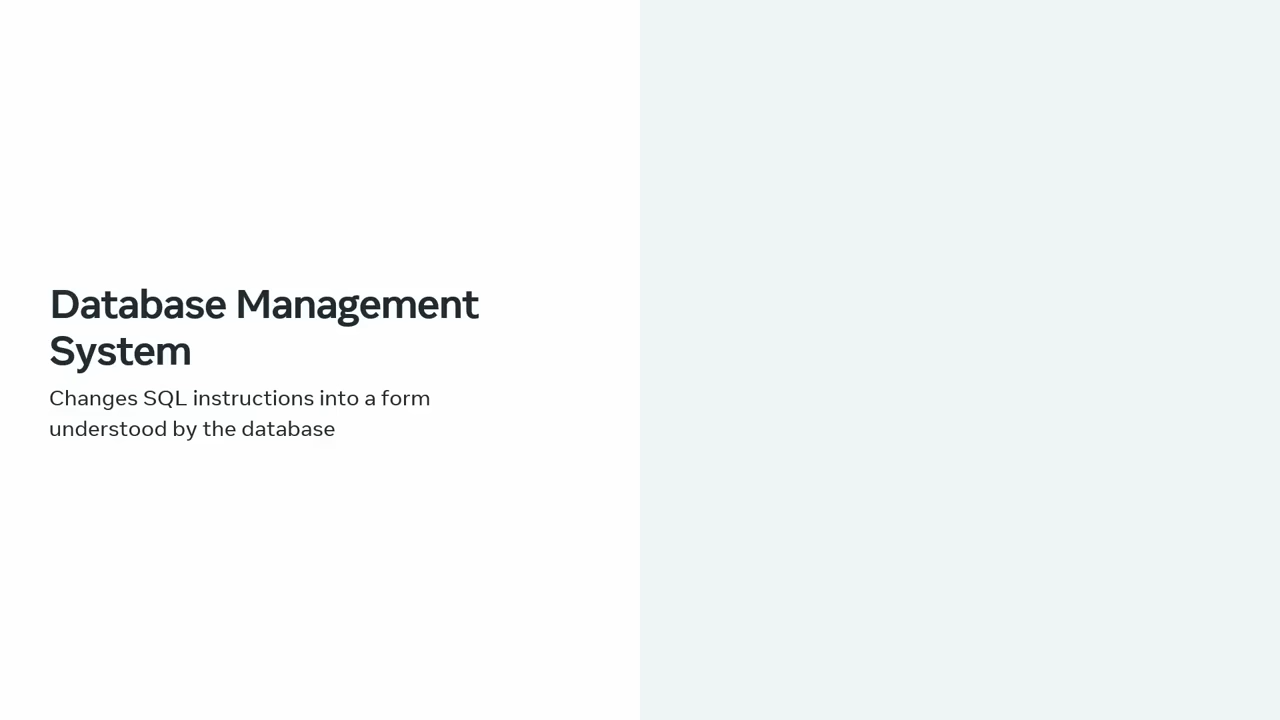 Database Management
System
Changes SQL instructions into a form
understood by the database